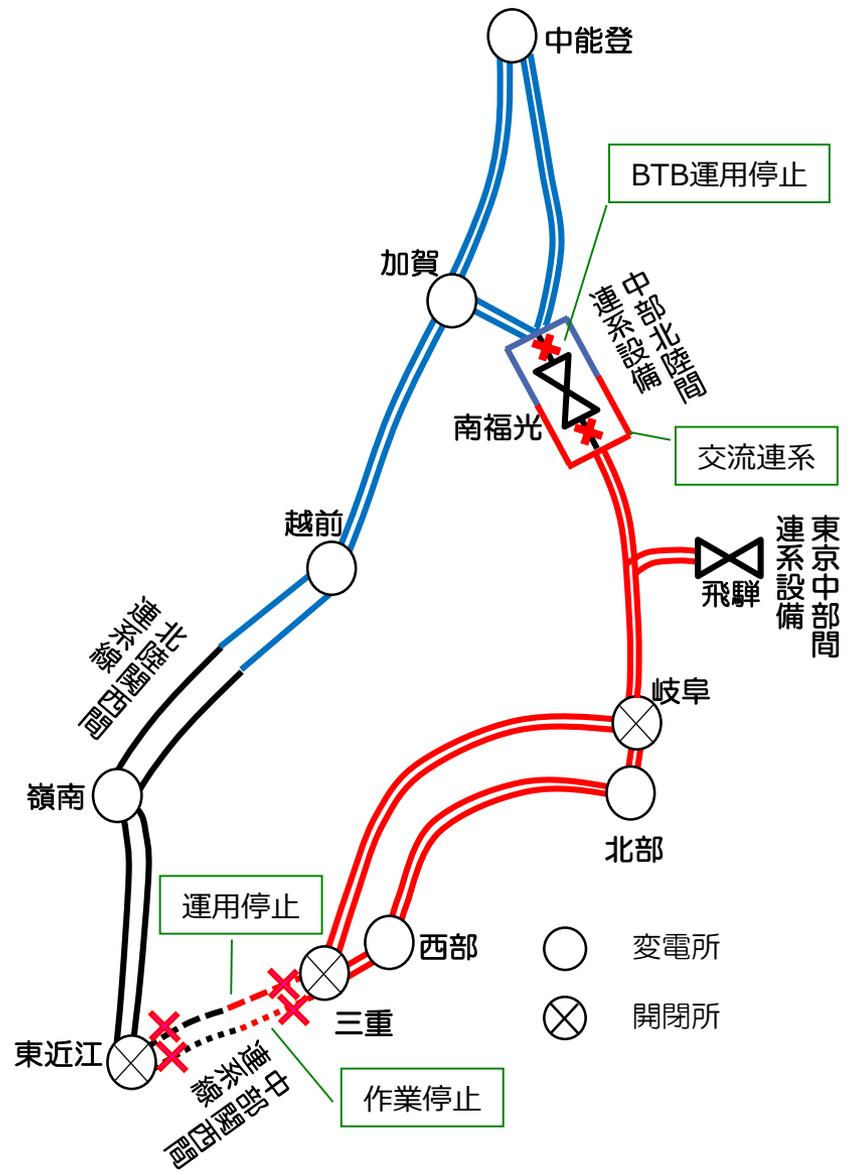 中能登
BTB運用停止
加賀
中部北陸間
連系設備
南福光
交流連系
越前
東京中部間
連系設備
飛騨
北陸関西間
連系線
岐阜
嶺南
北部
運用停止
西部
変電所
三重
開閉所
東近江
中部関西間
連系線
作業停止